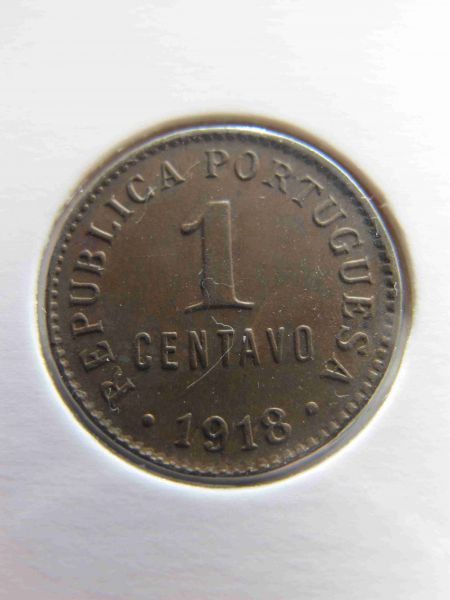 REPUBLICA PORTUGUESA
1
CENTAVO
· 1918 ·